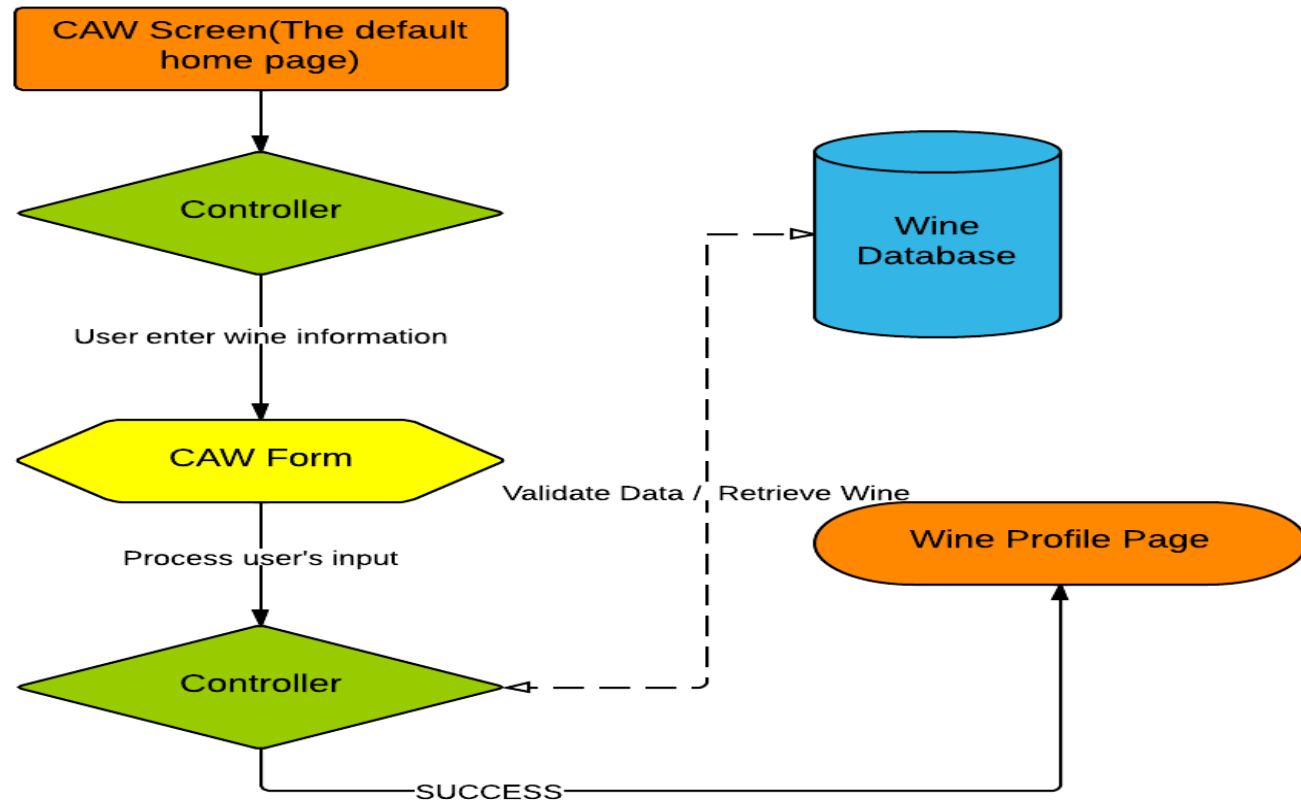 CAW Screen(The default
home page)
Controller
Wine
Database
User enter wine information
CAW Form
Validate Data /  Retrieve Wine
Wine Profile Page
Process user's input
Controller
SUCCESS